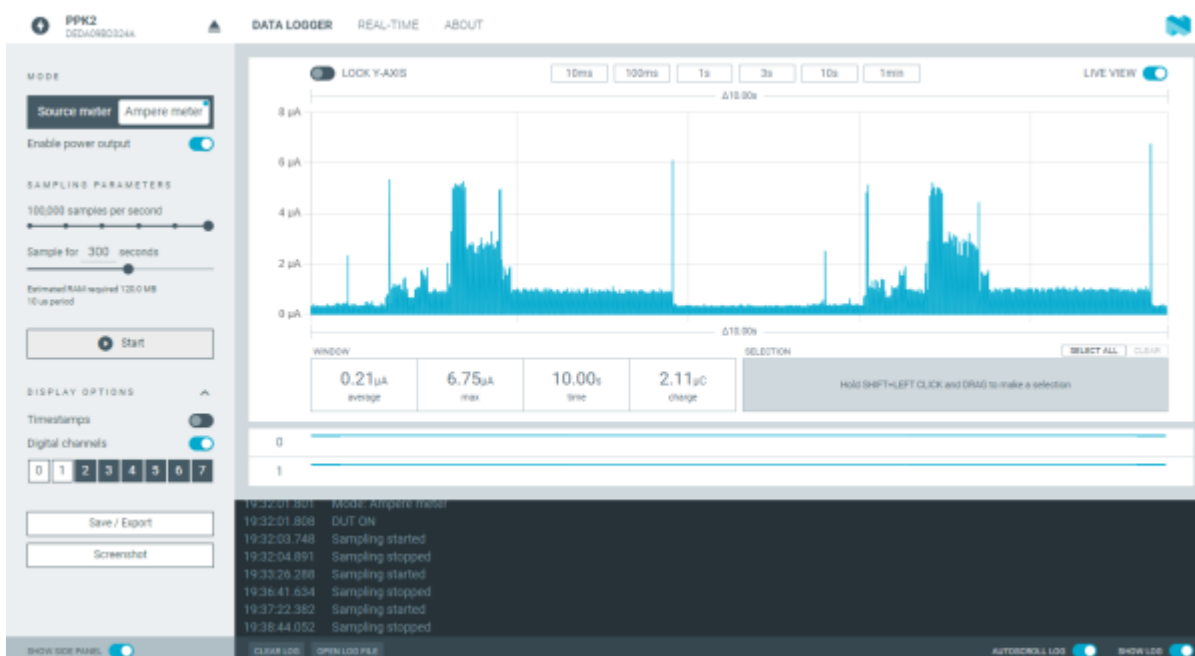 PPK2
DATA LOGGER REAL-TIME ABOUT
MODE
Source meter Ampere meter
Enable power output
SAMPLING PARAMETERS
100,000 samples per second
Sample for 300 seconds
Estimated RAM required 120.0 MB
10 us period
Start
DISPLAY OPTIONS
Timestamps
Digital channels
0 1 2 3 4 5 6 7
Save / Export
Screenshot
SHOW SIDE PANEL
LOCK Y-AXIS 10ms 100ms 1s 3s 10s 1min LIVE VIEW
Δ10.00s
8 µA
6 µA
4 µA
2 µA
0 µA
Δ10.00s
WINDOW SELECTION SELECT ALL CLEAR
0.21µA 6.75µA 10.00s 2.11µC
average max time charge
Hold SHIFT+LEFT CLICK and DRAG to make a selection
0
1
19:32:01.801 Mode: Ampere meter
19:32:01.808 DUT ON
19:32:03.748 Sampling started
19:32:04.891 Sampling stopped
19:33:26.288 Sampling started
19:36:41.634 Sampling stopped
19:37:22.382 Sampling started
19:38:44.052 Sampling stopped
CLEAR LOG OPEN LOG FILE AUTOSCROLL LOG SHOW LOG